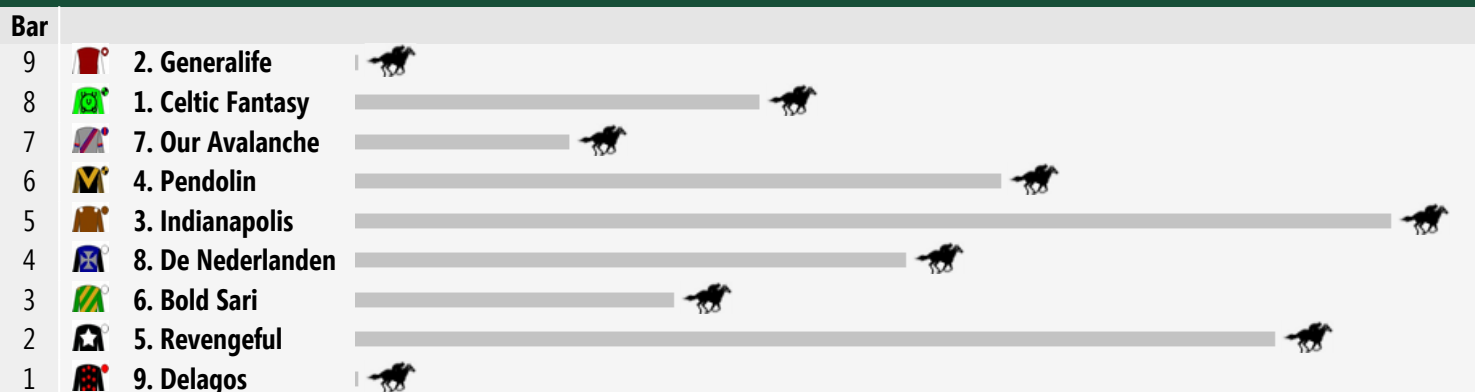 Bar
9 2. Generalife
8 1. Celtic Fantasy
7 7. Our Avalanche
6 4. Pendolin
5 3. Indianapolis
4 8. De Nederlanden
3 6. Bold Sari
2 5. Revengeful
1 9. Delagos